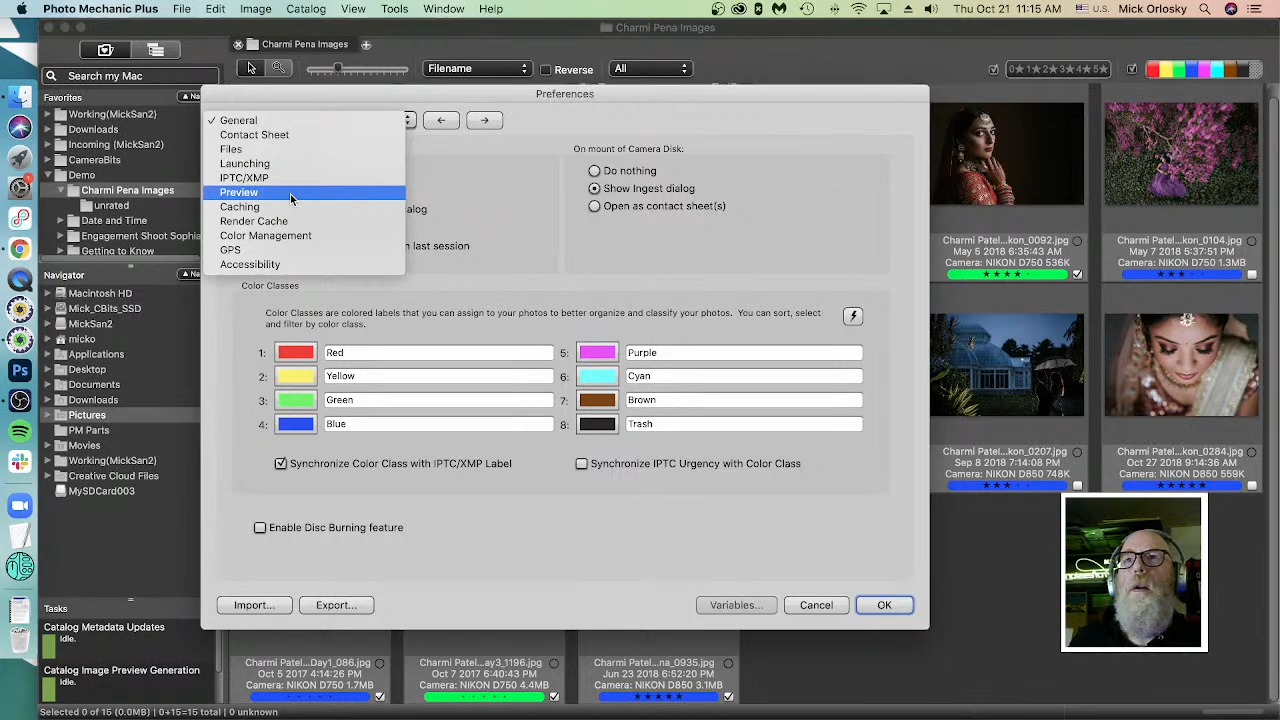 Photo Mechanic Plus File Edit Image Catalog View Tools Window Help
Thu Oct 21 11:15 AM U.S. Mick Orlosky
Charmi Pena Images
Charmi Pena Images
Search my Mac
Filename
Reverse
All
0★1★2★3★4★5★
Favorites
Working(MickSan2)
Downloads
Incoming (MickSan2)
CameraBits
Demo
Charmi Pena Images
unrated
Date and Time
Engagement Shoot Sophia
Getting to Know
Navigator
Macintosh HD
Mick_CBits_SSD
MickSan2
micko
Applications
Desktop
Documents
Downloads
Pictures
PM Parts
Movies
Working(MickSan2)
Creative Cloud Files
MySDCard003
Tasks
Catalog Metadata Updates
Idle.
Catalog Image Preview Generation
Idle.
Preferences
✓ General
Contact Sheet
Files
Launching
IPTC/XMP
Preview
Caching
Render Cache
Color Management
GPS
Accessibility
alog
n last session
On mount of Camera Disk:
Do nothing
Show Ingest dialog
Open as contact sheet(s)
Color Classes
Color Classes are colored labels that you can assign to your photos to better organize and classify your photos. You can sort, select
and filter by color class.
1: Red
2: Yellow
3: Green
4: Blue
5: Purple
6: Cyan
7: Brown
8: Trash
Synchronize Color Class with IPTC/XMP Label
Synchronize IPTC Urgency with Color Class
Enable Disc Burning feature
Import...
Export...
Variables...
Cancel
OK
Charmi Patel...kon_0092.jpg
May 5 2018 6:35:43 AM
Camera: NIKON D750 536K
Charmi Patel...kon_0104.jpg
May 7 2018 5:37:51 PM
Camera: NIKON D750 1.3MB
kon_0207.jpg
Sep 8 2018 7:14:08 PM
Camera: NIKON D850 748K
Charmi Patel...kon_0284.jpg
Oct 27 2018 9:14:36 AM
Camera: NIKON D850 559K
Charmi Patel...Day1_086.jpg
Oct 5 2017 4:14:26 PM
Camera: NIKON D750 1.7MB
Charmi Patel...ay3_1196.jpg
Oct 7 2017 6:40:43 PM
Camera: NIKON D750 4.4MB
Charmi Patel...na_0935.jpg
Jun 23 2018 6:52:20 PM
Camera: NIKON D850 3.1MB
Selected 0 of 15 (0.0MB) | 0+15=15 total | 0 unknown